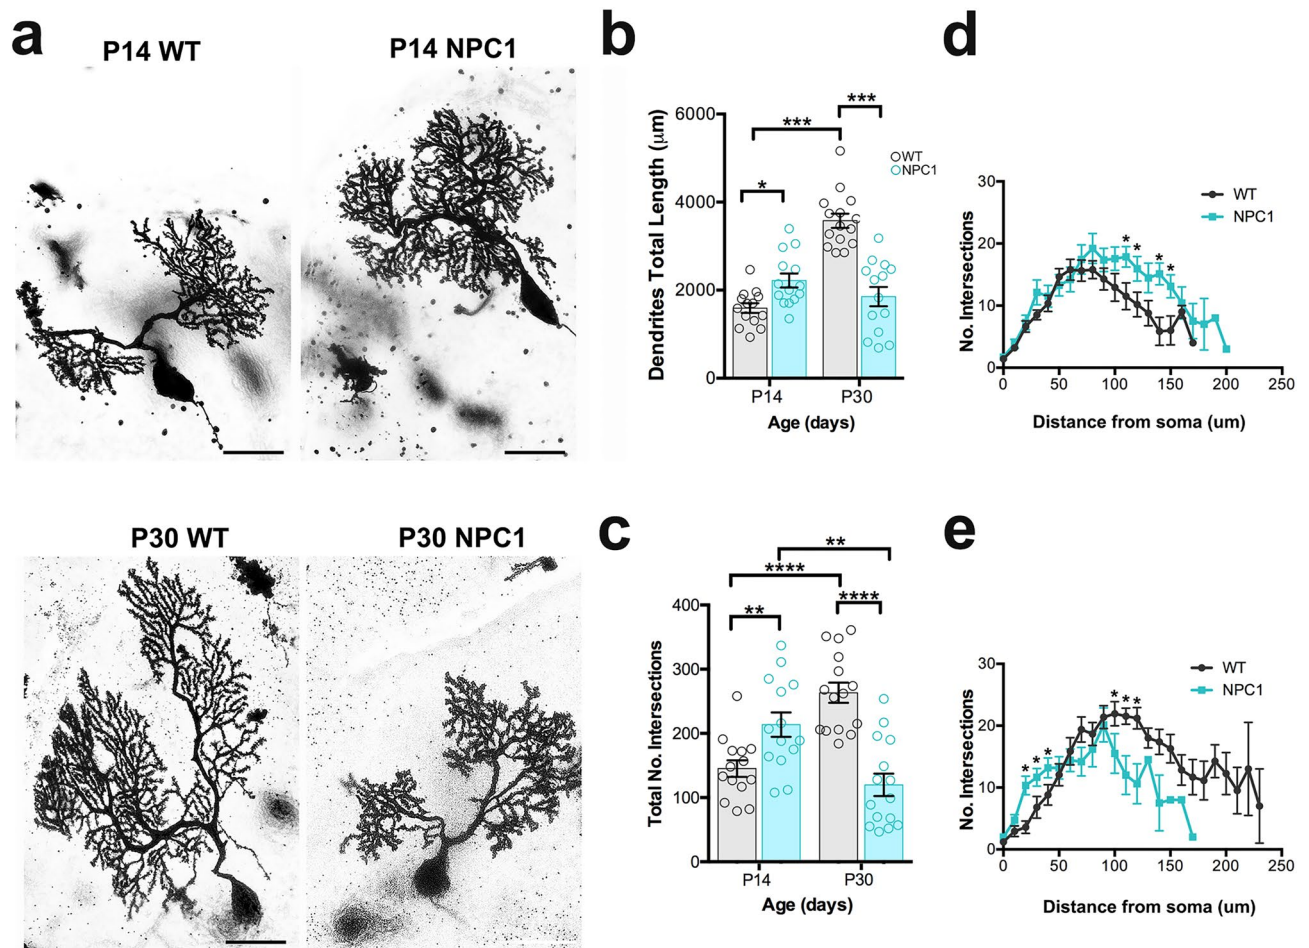 a
P14 WT
P14 NPC1
P30 WT
P30 NPC1
b
Dendrites Total Length (μm)
6000
4000
2000
0
***
***
*
WT
NPC1
P14
P30
Age (days)
c
Total No. Intersections
400
300
200
100
0
**
****
**
****
P14
P30
Age (days)
d
No. Intersections
30
20
10
0
WT
NPC1
* * * *
0 50 100 150 200 250
Distance from soma (um)
e
No. Intersections
30
20
10
0
WT
NPC1
* * *
* * *
0 50 100 150 200 250
Distance from soma (um)